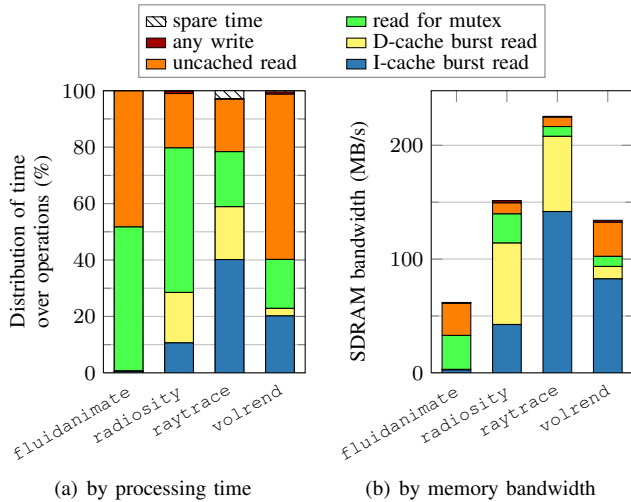 spare time
any write
uncached read
read for mutex
D-cache burst read
I-cache burst read
Distribution of time
over operations (%)
100
80
60
40
20
0
fluidanimate
radiosity
raytrace
volrend
(a) by processing time
SDRAM bandwidth (MB/s)
200
100
0
fluidanimate
radiosity
raytrace
volrend
(b) by memory bandwidth